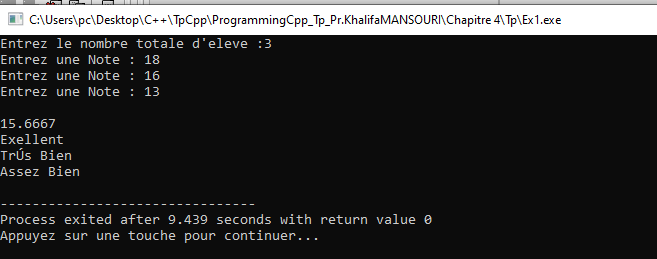 C:\Users\pc\Desktop\C++\TpCpp\ProgrammingCpp_Tp_Pr.KhalifaMANSOURI\Chapitre 4\Tp\Ex1.exe
Entrez le nombre totale d'eleve :3
Entrez une Note : 18
Entrez une Note : 16
Entrez une Note : 13
15.6667
Exellent
TrÚs Bien
Assez Bien
--------------------------------
Process exited after 9.439 seconds with return value 0
Appuyez sur une touche pour continuer...